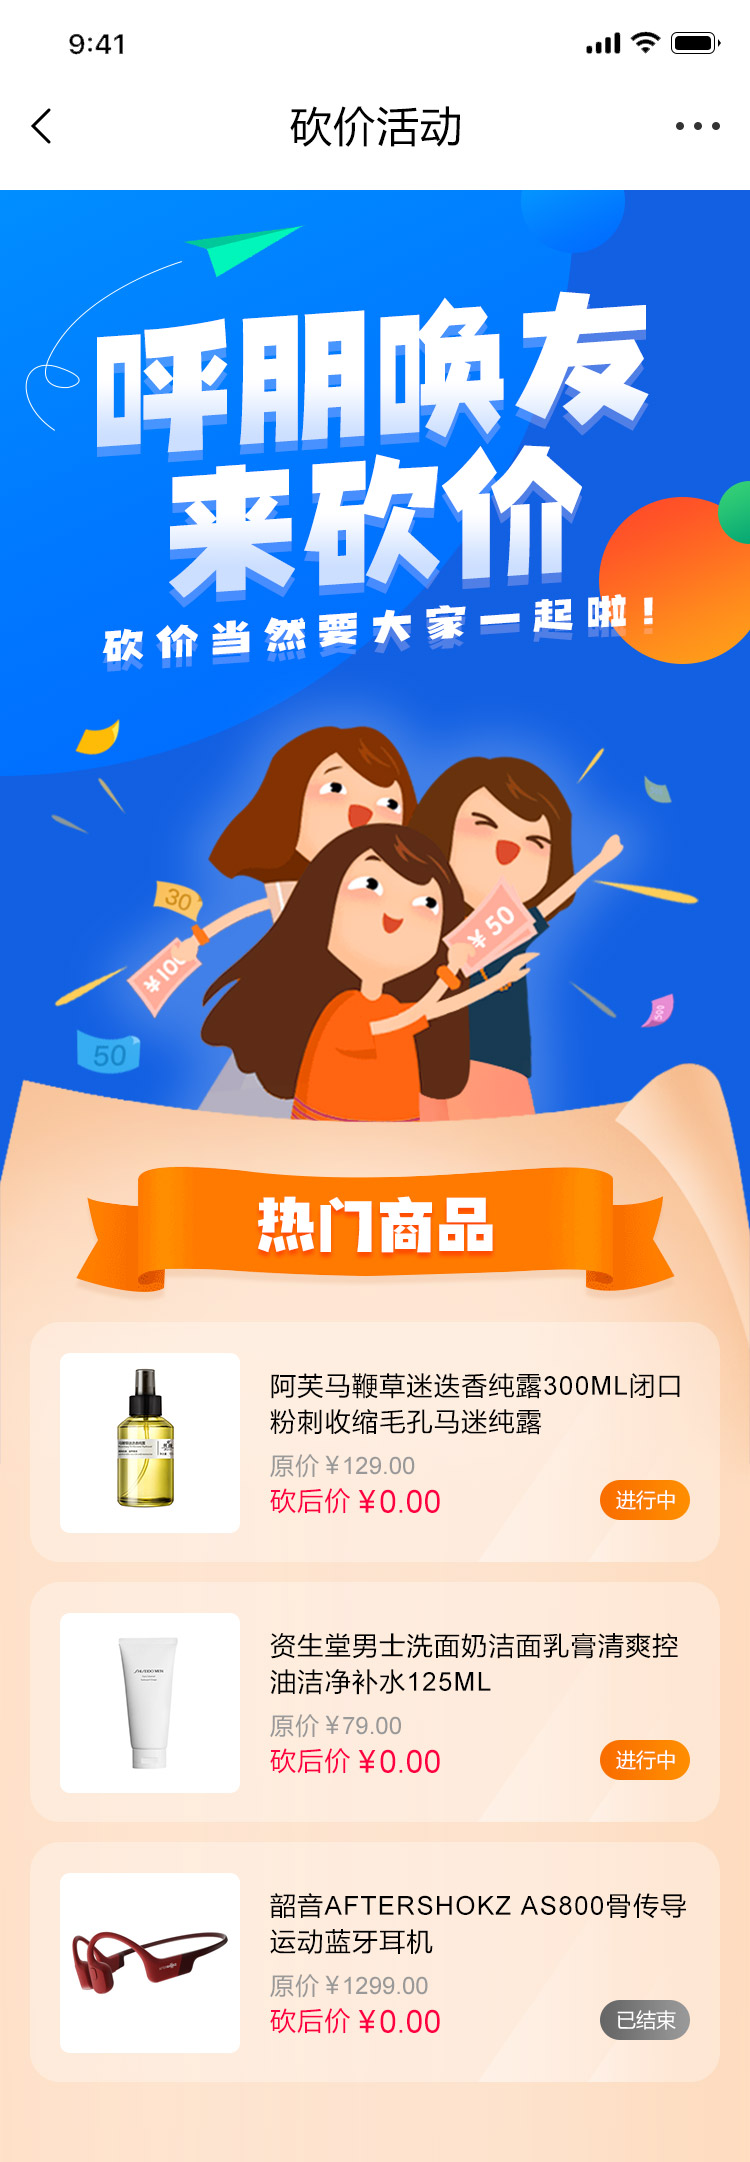 9:41
砍价活动
呼朋唤友
来砍价
砍价当然要大家一起啦!
30
¥50
¥100
500
50
热门商品
阿芙马鞭草迷迭香纯露300ML闭口
粉刺收缩毛孔马迷纯露
原价 ¥129.00
砍后价 ¥0.00
进行中
资生堂男士洗面奶洁面乳膏清爽控
油洁净补水125ML
SHISEIDO MEN
原价 ¥79.00
砍后价 ¥0.00
进行中
韶音AFTERSHOKZ AS800骨传导
运动蓝牙耳机
原价 ¥1299.00
砍后价 ¥0.00
已结束